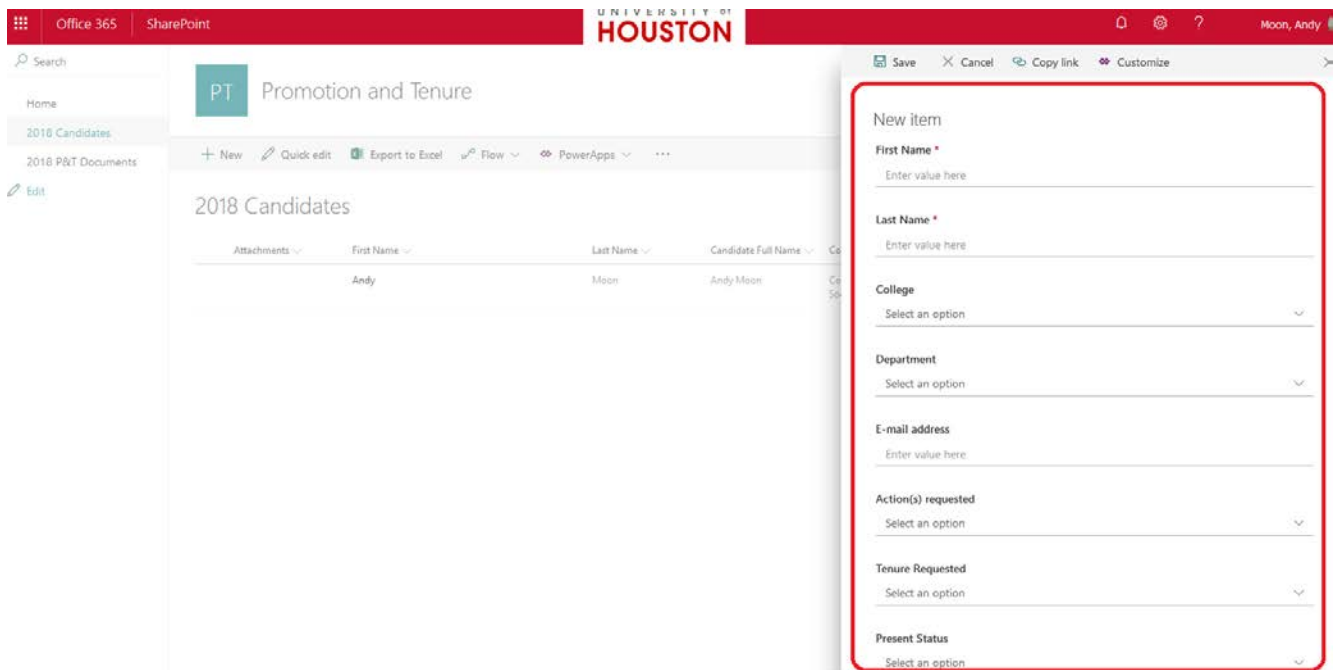 Office 365 SharePoint UNIVERSITY of HOUSTON ? Moon, Andy
Search
Home
2018 Candidates
2018 P&T Documents
Edit
PT Promotion and Tenure
+ New Quick edit Export to Excel Flow PowerApps ...
2018 Candidates
Attachments First Name Last Name Candidate Full Name Co
Andy Moon Andy Moon Co
So
Save Cancel Copy link Customize
New item
First Name *
Enter value here
Last Name *
Enter value here
College
Select an option
Department
Select an option
E-mail address
Enter value here
Action(s) requested
Select an option
Tenure Requested
Select an option
Present Status
Select an option